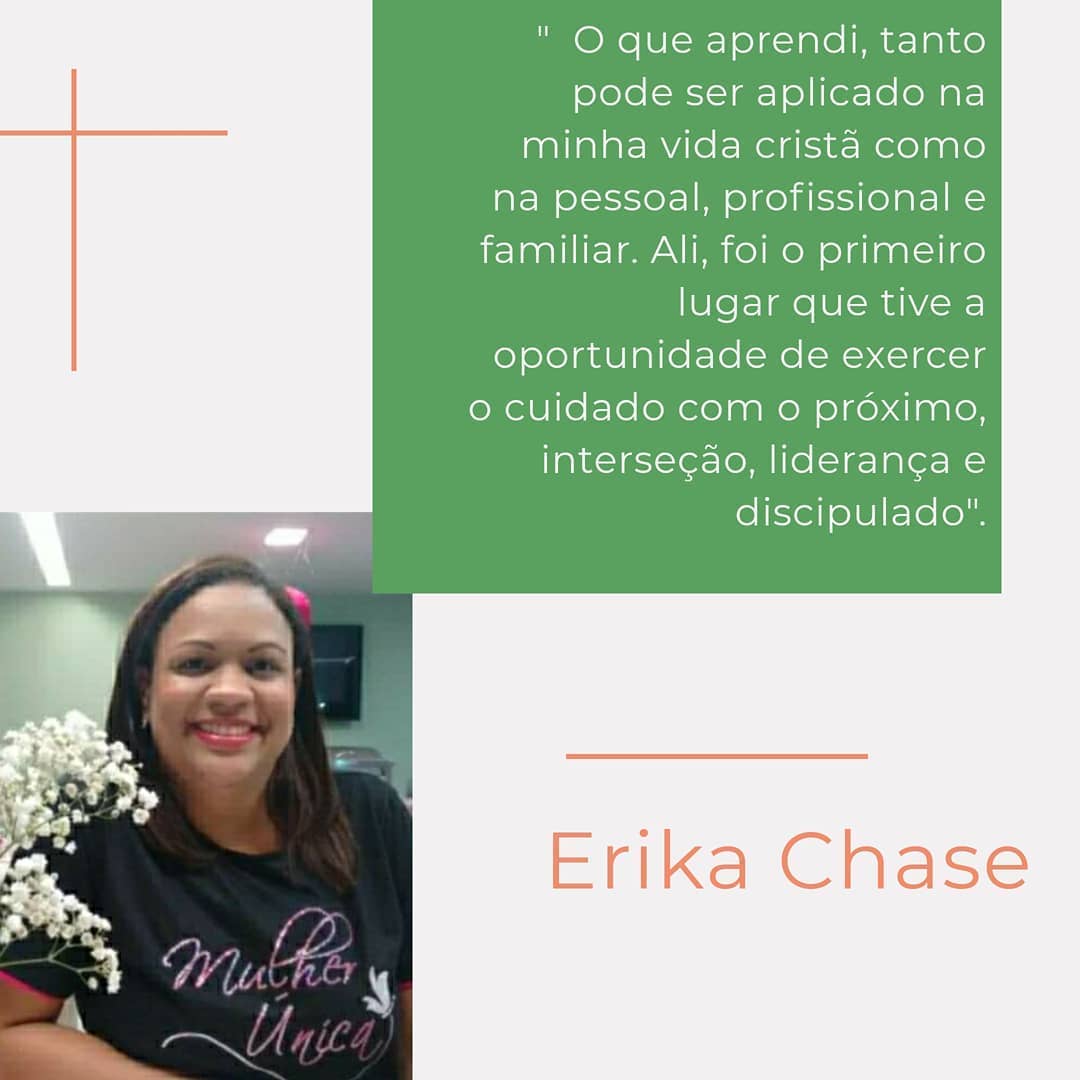 " O que aprendi, tanto
pode ser aplicado na
minha vida cristã como
na pessoal, profissional e
familiar. Ali, foi o primeiro
lugar que tive a
oportunidade de exercer
o cuidado com o próximo,
interseção, liderança e
discipulado".
Erika Chase
Mulher
Única